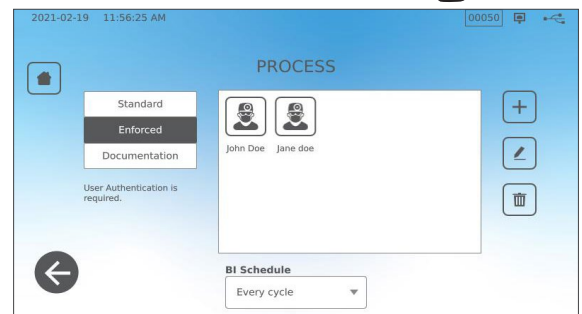 2021-02-19 11:56:25 AM 00050
PROCESS
Standard
Enforced
Documentation
User Authentication is
required.
John Doe Jane doe
BI Schedule
Every cycle